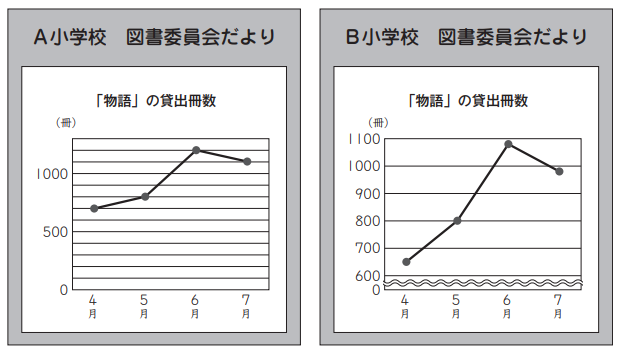 A小学校 図書委員会だより
「物語」の貸出冊数
(冊)
1000
500
0
4月 5月 6月 7月
B小学校 図書委員会だより
「物語」の貸出冊数
(冊)
1100
1000
900
800
700
600
0
4月 5月 6月 7月